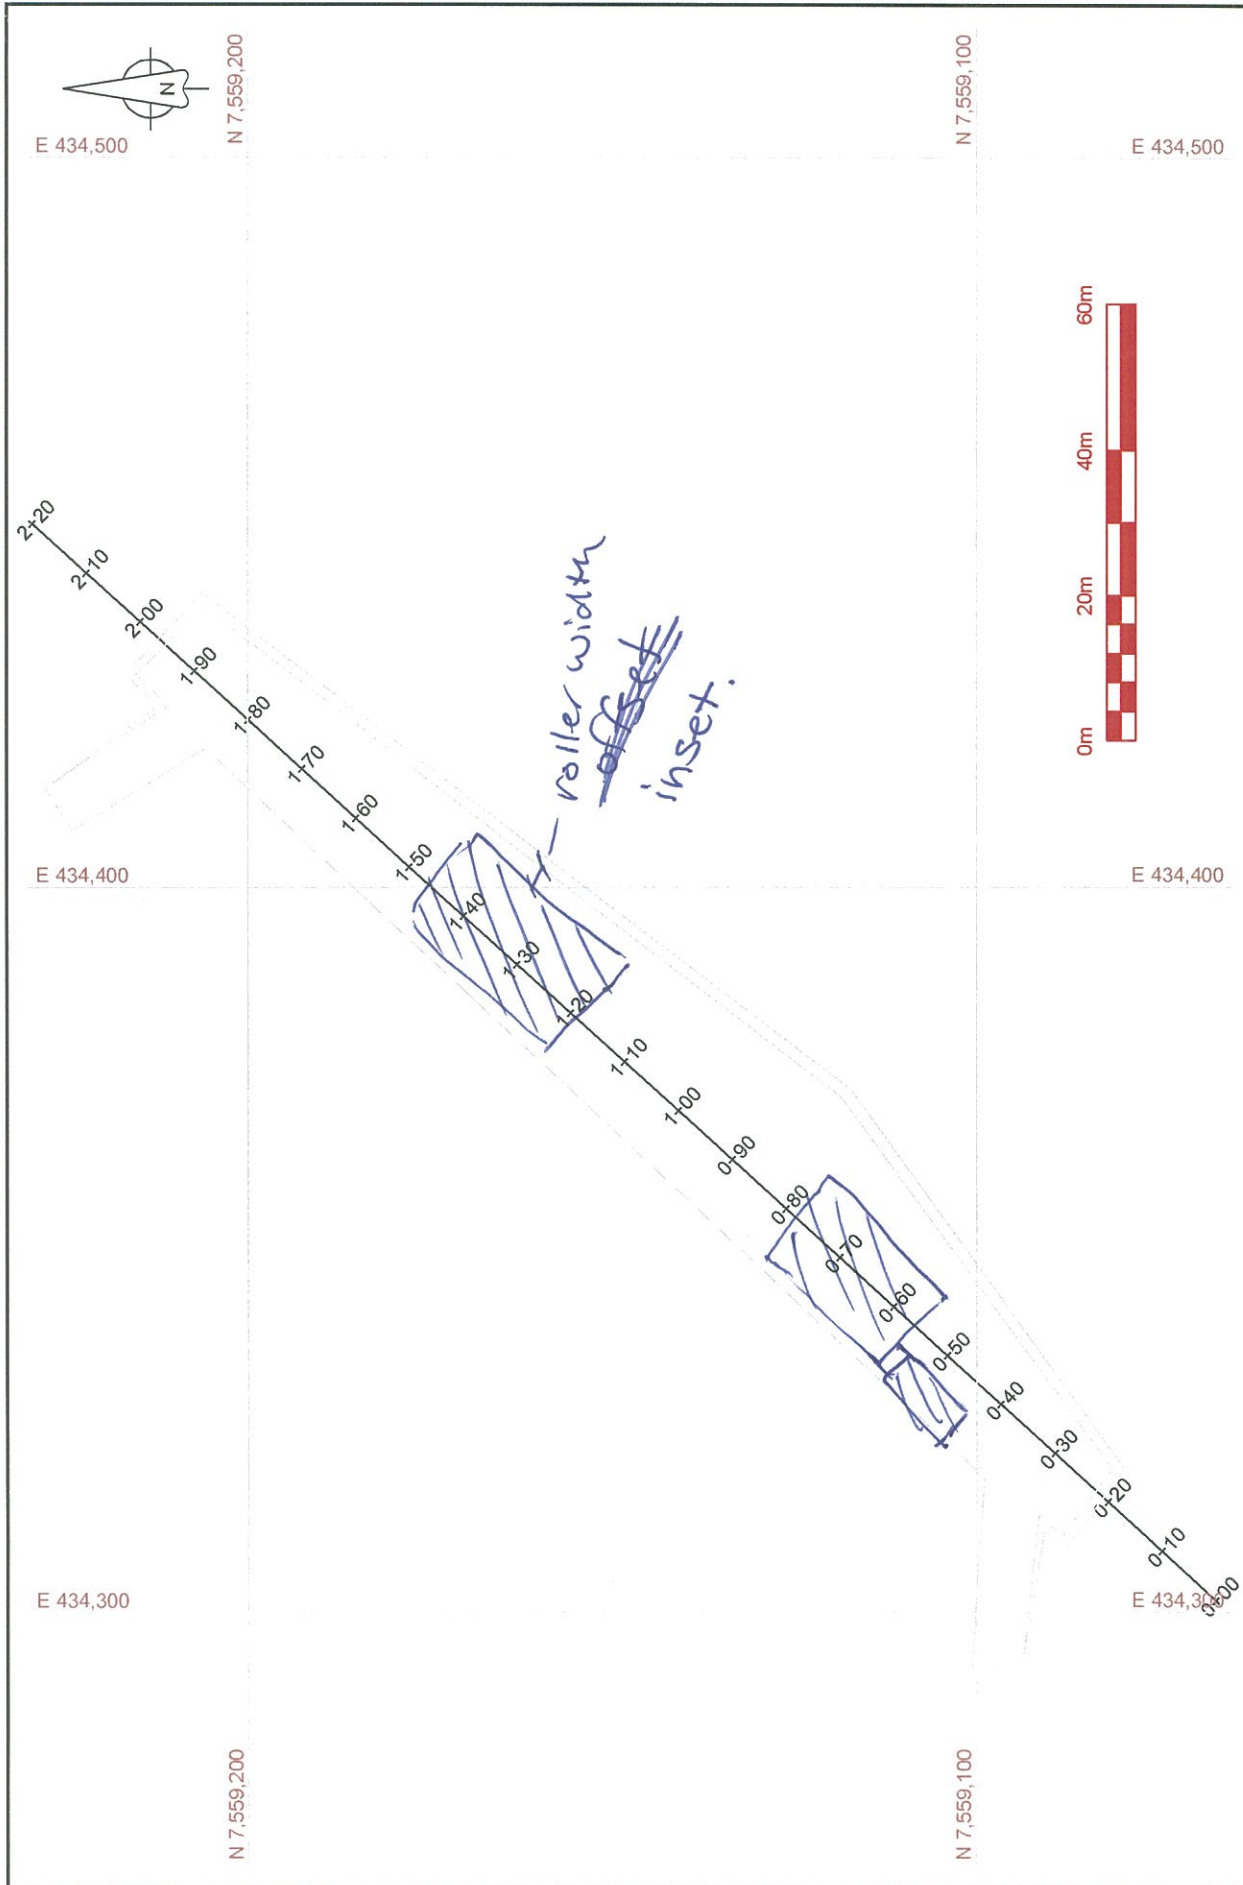 N
N 7,559,200
N 7,559,100
E 434,500
E 434,500
2+20
2+10
2+00
1+90
1+80
1+70
1+60
1+50
1+40
1+30
1+20
1+10
1+00
0+90
0+80
0+70
0+60
0+50
0+40
0+30
0+20
0+10
0+00
roller width
offset
inset.
0m
20m
40m
60m
E 434,400
E 434,400
E 434,300
E 434,300
N 7,559,200
N 7,559,100